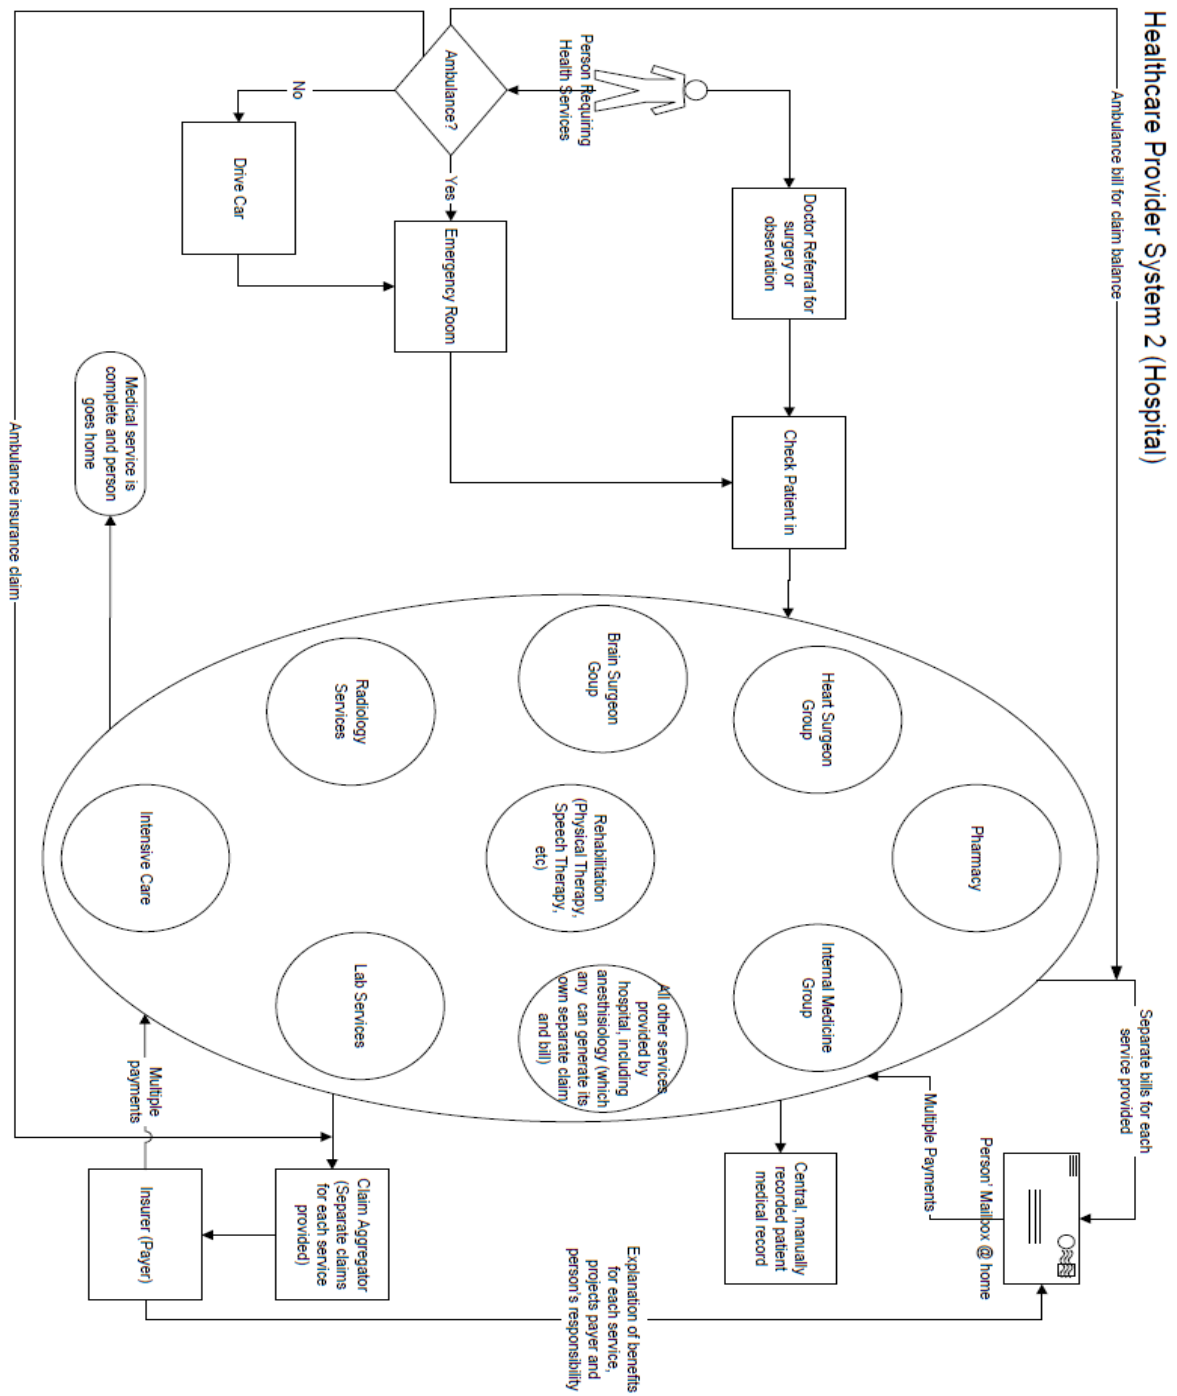 Healthcare Provider System 2 (Hospital)
Ambulance bill for claim balance
Separate bills for each
service provided
Person' Mailbox @ home
Multiple Payments
Doctor Referral for
surgery or
observation
Check Patient in
Person Requiring
Health Services
Ambulance?
Yes
No
Emergency Room
Drive Car
Pharmacy
Heart Surgeon
Group
Internal Medicine
Group
Brain Surgeon
Goup
Rehabilitation
(Physical Therapy,
Speech Therapy,
etc)
All other services
provided by
hospital, including
anesthisiology (which
any can generate its
own separate claim
and bill)
Radiology
Services
Lab Services
Intensive Care
Central, manually
recorded patient
medical record
Explanation of benefits
for each service,
projects payer and
person's responsibility
Claim Aggregator
(Separate claims
for each service
provided)
Multiple
payments
Insurer (Payer)
Medical service is
complete and person
goes home
Ambulance insurance claim